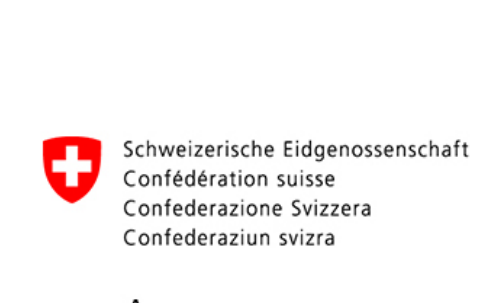 Schweizerische Eidgenossenschaft
Confédération suisse
Confederazione Svizzera
Confederaziun svizra